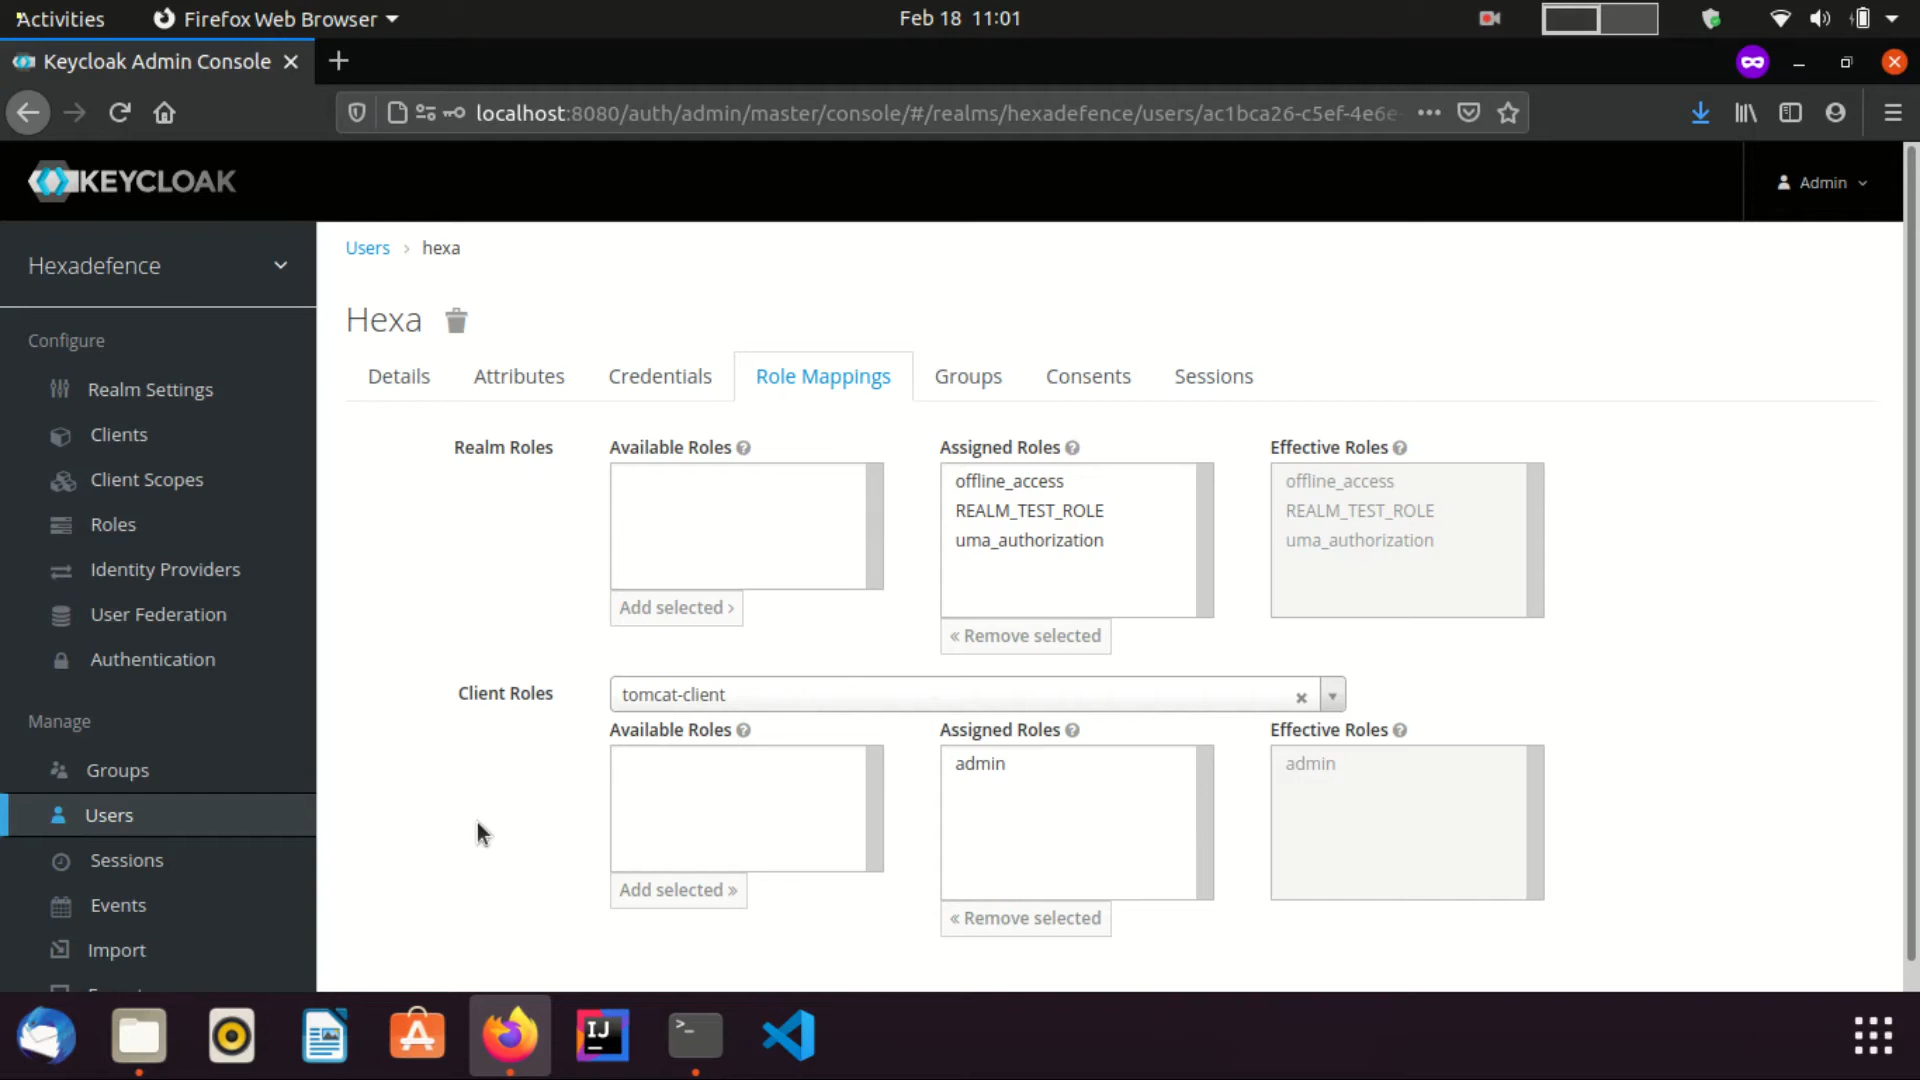 Activities
Firefox Web Browser
Feb 18 11:01
Keycloak Admin Console
localhost:8080/auth/admin/master/console/#/realms/hexadefence/users/ac1bca26-c5ef-4e6e-
KEYCLOAK
Admin
Hexadefence
Users > hexa
Hexa
Configure
Realm Settings
Clients
Client Scopes
Roles
Identity Providers
User Federation
Authentication
Manage
Groups
Users
Sessions
Events
Import
Details Attributes Credentials Role Mappings Groups Consents Sessions
Realm Roles
Available Roles
Add selected >
Assigned Roles
offline_access
REALM_TEST_ROLE
uma_authorization
« Remove selected
Effective Roles
offline_access
REALM_TEST_ROLE
uma_authorization
Client Roles
tomcat-client
Available Roles
Add selected »
Assigned Roles
admin
« Remove selected
Effective Roles
admin
IJ